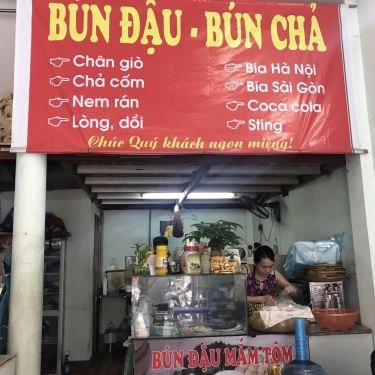 BÚN ĐẬU - BÚN CHẢ
Chân giò
Chả cốm
Nem rán
Lòng, dồi
Bia Hà Nội
Bia Sài Gòn
Coca cola
Sting
Chúc Quý khách ngon miệng!
BÚN ĐẬU MẮM TÔM